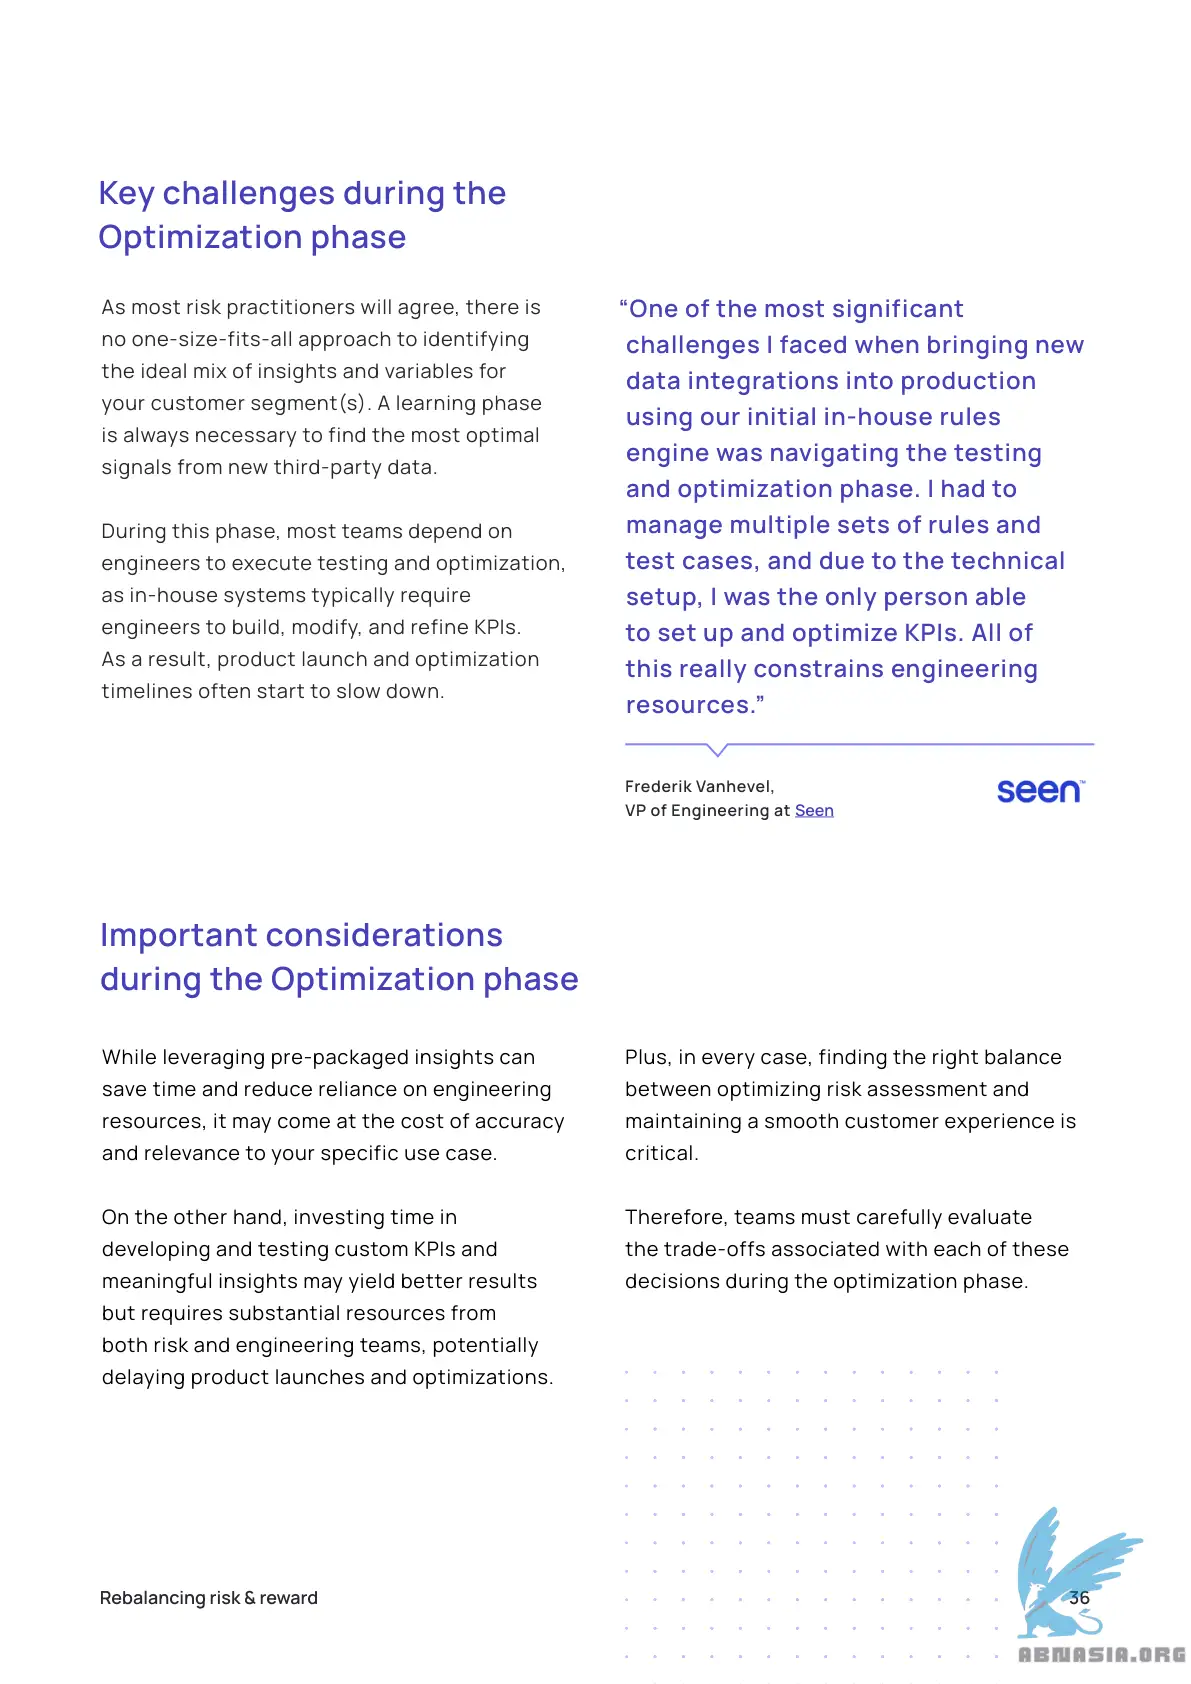 Key challenges during the
Optimization phase
As most risk practitioners will agree, there is
no one-size-fits-all approach to identifying
the ideal mix of insights and variables for
your customer segment(s). A learning phase
is always necessary to find the most optimal
signals from new third-party data.
During this phase, most teams depend on
engineers to execute testing and optimization,
as in-house systems typically require
engineers to build, modify, and refine KPIs.
As a result, product launch and optimization
timelines often start to slow down.
“One of the most significant
challenges I faced when bringing new
data integrations into production
using our initial in-house rules
engine was navigating the testing
and optimization phase. I had to
manage multiple sets of rules and
test cases, and due to the technical
setup, I was the only person able
to set up and optimize KPIs. All of
this really constrains engineering
resources.”
Frederik Vanhevel,
VP of Engineering at Seen
seen™
Important considerations
during the Optimization phase
While leveraging pre-packaged insights can
save time and reduce reliance on engineering
resources, it may come at the cost of accuracy
and relevance to your specific use case.
On the other hand, investing time in
developing and testing custom KPIs and
meaningful insights may yield better results
but requires substantial resources from
both risk and engineering teams, potentially
delaying product launches and optimizations.
Plus, in every case, finding the right balance
between optimizing risk assessment and
maintaining a smooth customer experience is
critical.
Therefore, teams must carefully evaluate
the trade-offs associated with each of these
decisions during the optimization phase.
Rebalancing risk & reward
36
ABNASIA.ORG